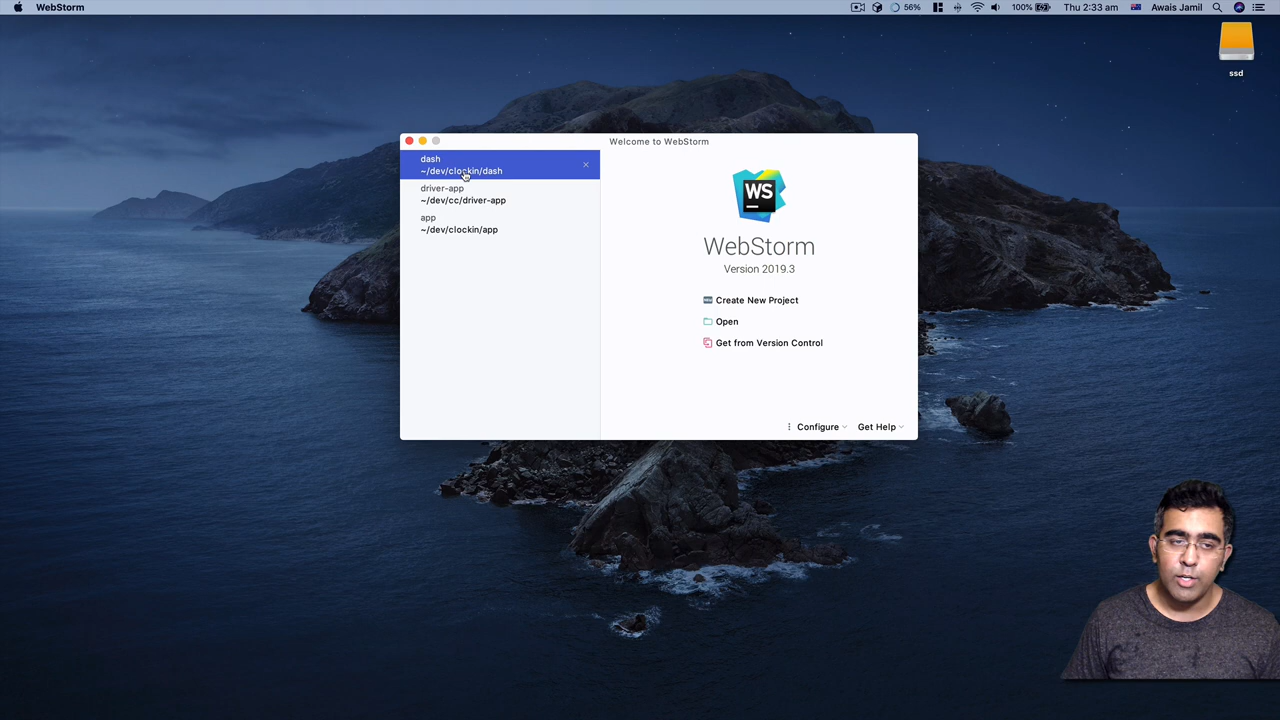 WebStorm
56%
100%
Thu 2:33 am
Awais Jamil
ssd
Welcome to WebStorm
dash
~/dev/clockin/dash
driver-app
~/dev/cc/driver-app
app
~/dev/clockin/app
WS
WebStorm
Version 2019.3
Create New Project
Open
Get from Version Control
Configure
Get Help